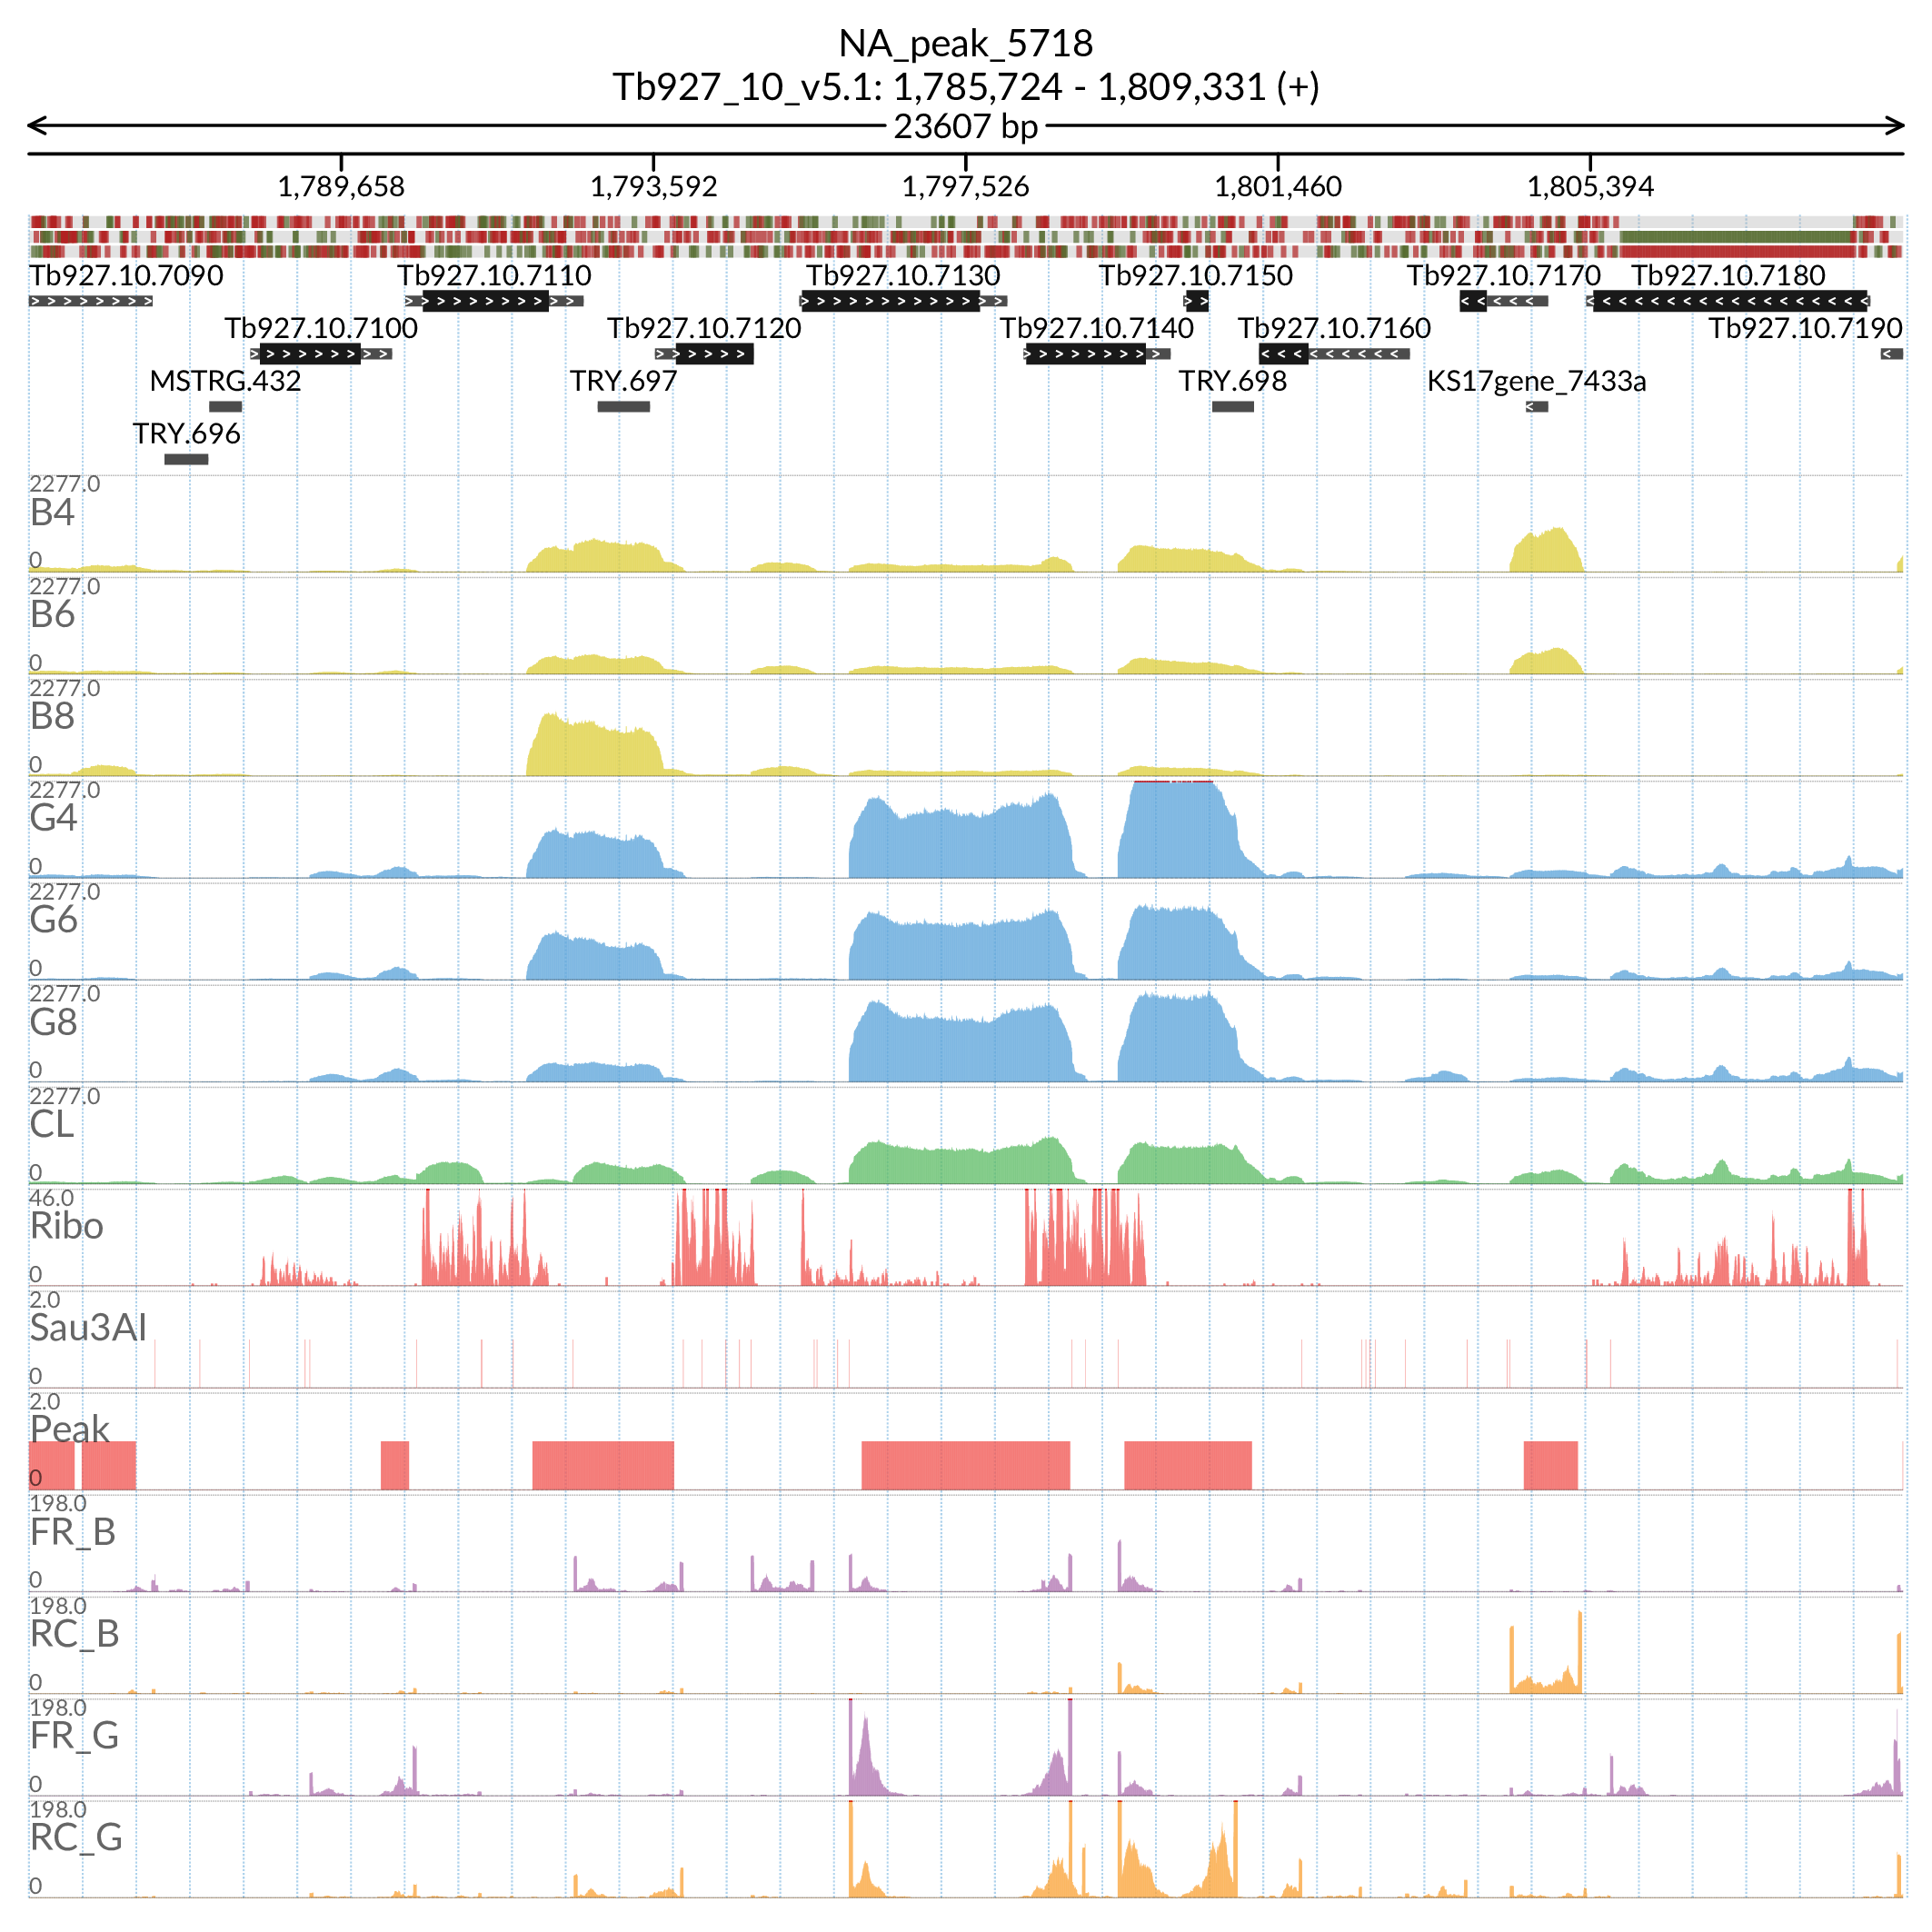 NA_peak_5718
Tb927_10_v5.1: 1,785,724 - 1,809,331 (+)
23607 bp
1,789,658 1,793,592 1,797,526 1,801,460 1,805,394
Tb927.10.7090 Tb927.10.7110 Tb927.10.7130 Tb927.10.7150 Tb927.10.7170 Tb927.10.7180
Tb927.10.7100 Tb927.10.7120 Tb927.10.7140 Tb927.10.7160 Tb927.10.7190
MSTRG.432 TRY.697 TRY.698 KS17gene_7433a
TRY.696
2277.0
B4
0
2277.0
B6
0
2277.0
B8
0
2277.0
G4
0
2277.0
G6
0
2277.0
G8
0
2277.0
CL
0
46.0
Ribo
0
2.0
Sau3AI
0
2.0
Peak
0
198.0
FR_B
0
198.0
RC_B
0
198.0
FR_G
0
198.0
RC_G
0